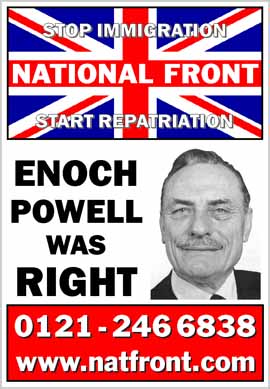 STOP IMMIGRATION
NATIONAL FRONT
START REPATRIATION
ENOCH
POWELL
WAS
RIGHT
0121 - 246 6838
www.natfront.com